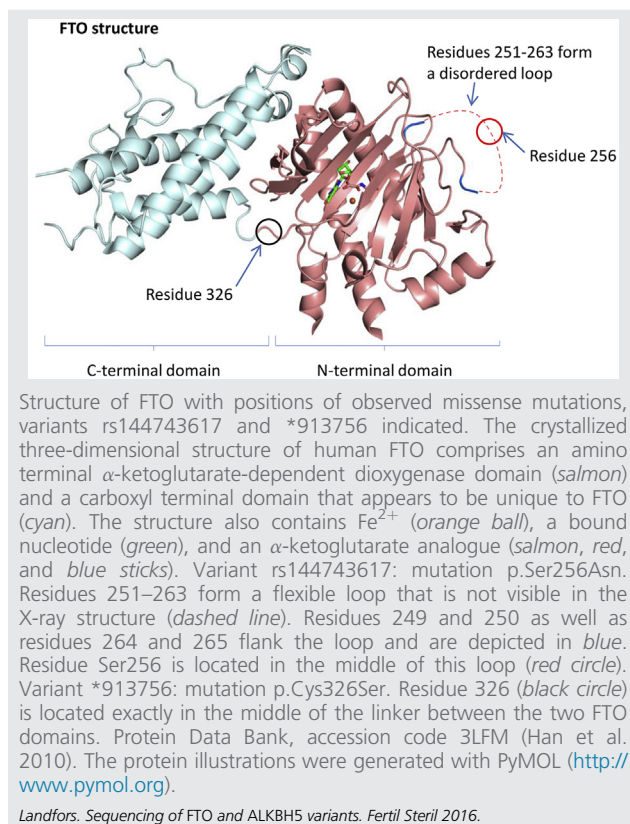 FTO structure
Residues 251-263 form
a disordered loop
Residue 256
Residue 326
C-terminal domain
N-terminal domain
Structure of FTO with positions of observed missense mutations,
variants rs144743617 and *913756 indicated. The crystallized
three-dimensional structure of human FTO comprises an amino
terminal α-ketoglutarate-dependent dioxygenase domain (salmon)
and a carboxyl terminal domain that appears to be unique to FTO
(cyan). The structure also contains Fe²⁺ (orange ball), a bound
nucleotide (green), and an α-ketoglutarate analogue (salmon, red,
and blue sticks). Variant rs144743617: mutation p.Ser256Asn.
Residues 251–263 form a flexible loop that is not visible in the
X-ray structure (dashed line). Residues 249 and 250 as well as
residues 264 and 265 flank the loop and are depicted in blue.
Residue Ser256 is located in the middle of this loop (red circle).
Variant *913756: mutation p.Cys326Ser. Residue 326 (black circle)
is located exactly in the middle of the linker between the two FTO
domains. Protein Data Bank, accession code 3LFM (Han et al.
2010). The protein illustrations were generated with PyMOL (http://
www.pymol.org).
Landfors. Sequencing of FTO and ALKBH5 variants. Fertil Steril 2016.